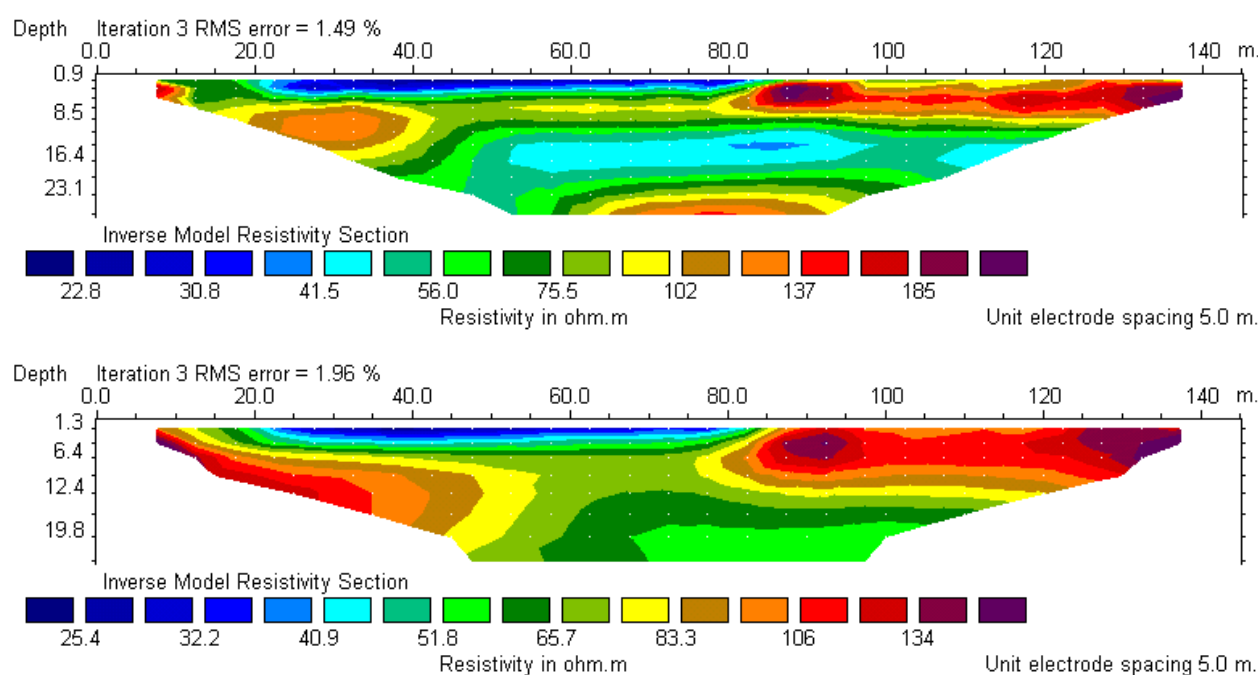 Depth Iteration 3 RMS error = 1.49 %
0.0 20.0 40.0 60.0 80.0 100 120 140 m.
0.9
8.5
16.4
23.1
Inverse Model Resistivity Section
22.8 30.8 41.5 56.0 75.5 102 137 185
Resistivity in ohm.m Unit electrode spacing 5.0 m.
Depth Iteration 3 RMS error = 1.96 %
0.0 20.0 40.0 60.0 80.0 100 120 140 m.
1.3
6.4
12.4
19.8
Inverse Model Resistivity Section
25.4 32.2 40.9 51.8 65.7 83.3 106 134
Resistivity in ohm.m Unit electrode spacing 5.0 m.